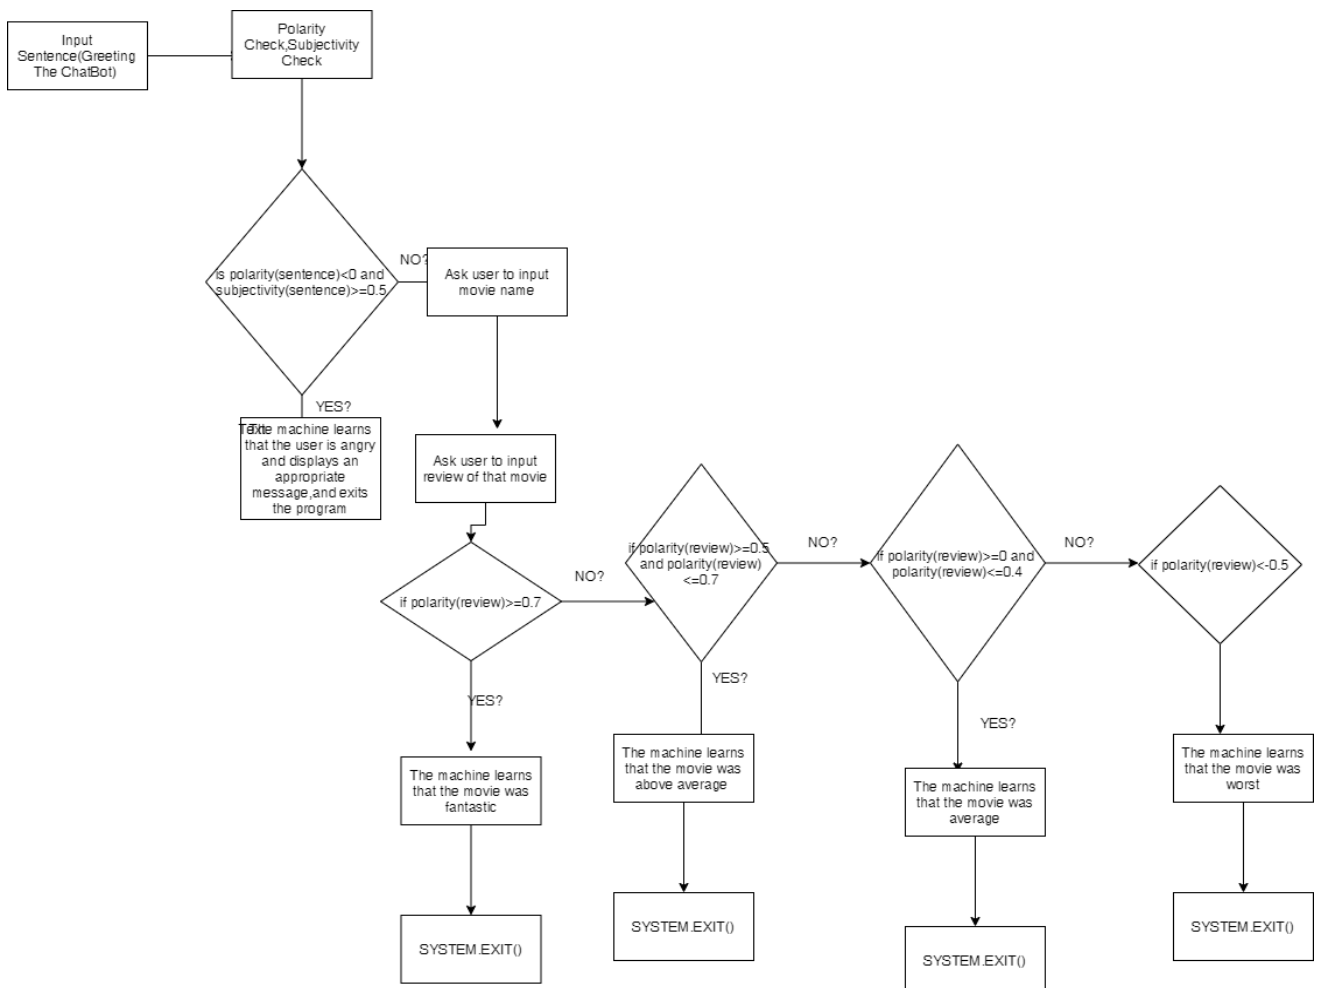 Input
Sentence(Greeting
The ChatBot)
Polarity
Check,Subjectivity
Check
is polarity(sentence)<0 and
subjectivity(sentence)>=0.5
NO?
Ask user to input
movie name
YES?
Text
The machine learns
that the user is angry
and displays an
appropriate
message,and exits
the program
Ask user to input
review of that movie
if polarity(review)>=0.7
NO?
if polarity(review)>=0.5
and polarity(review)
<=0.7
NO?
if polarity(review)>=0 and
polarity(review)<=0.4
NO?
if polarity(review)<-0.5
YES?
YES?
YES?
The machine learns
that the movie was
fantastic
The machine learns
that the movie was
above average
The machine learns
that the movie was
average
The machine learns
that the movie was
worst
SYSTEM.EXIT()
SYSTEM.EXIT()
SYSTEM.EXIT()
SYSTEM.EXIT()